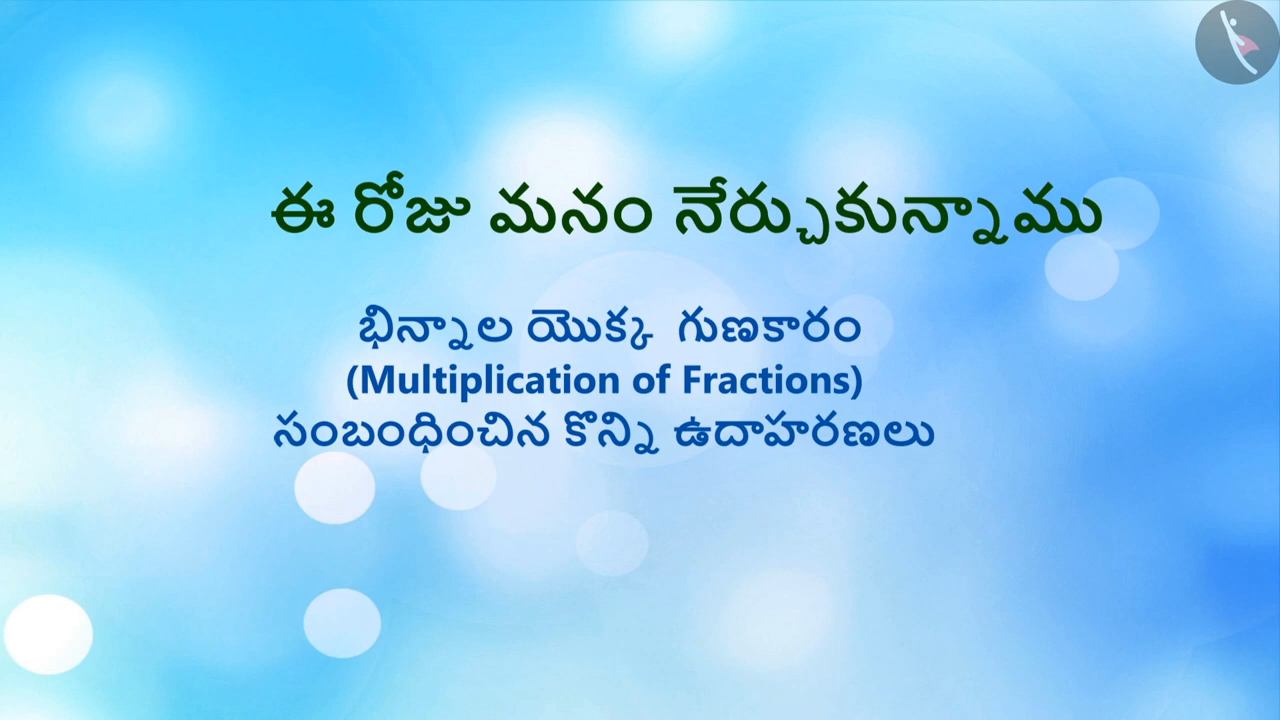 ఈ రోజు మనం నేర్చుకున్నాము
భిన్నాల యొక్క గుణకారం
(Multiplication of Fractions)
సంబంధించిన కొన్ని ఉదాహరణలు